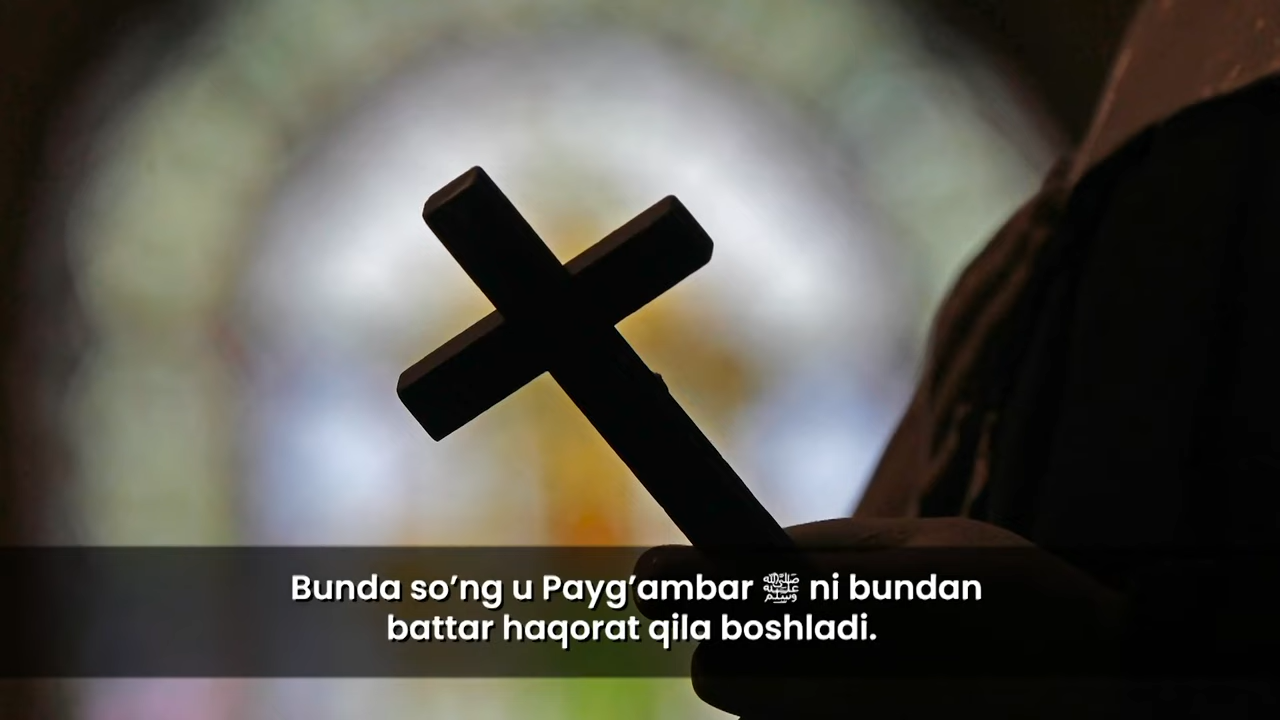 Bunda so’ng u Payg’ambar ﷺ ni bundan
battar haqorat qila boshladi.